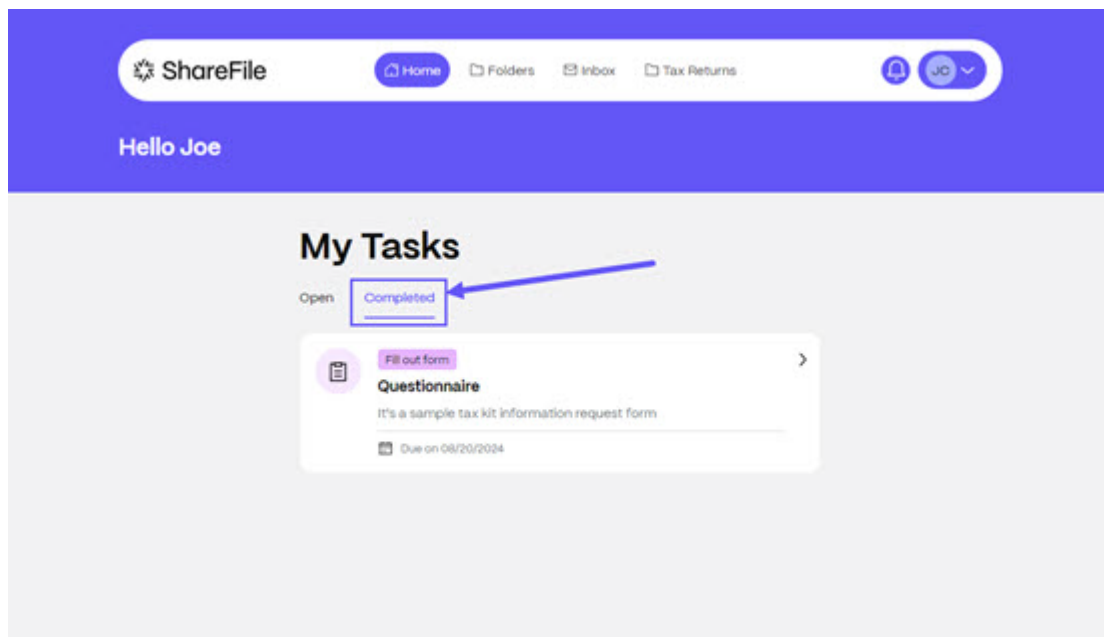 ShareFile
Home Folders Inbox Tax Returns
JC
Hello Joe
My Tasks
Open Completed
Fill out form
Questionnaire
It's a sample tax kit information request form
Due on 08/20/2024